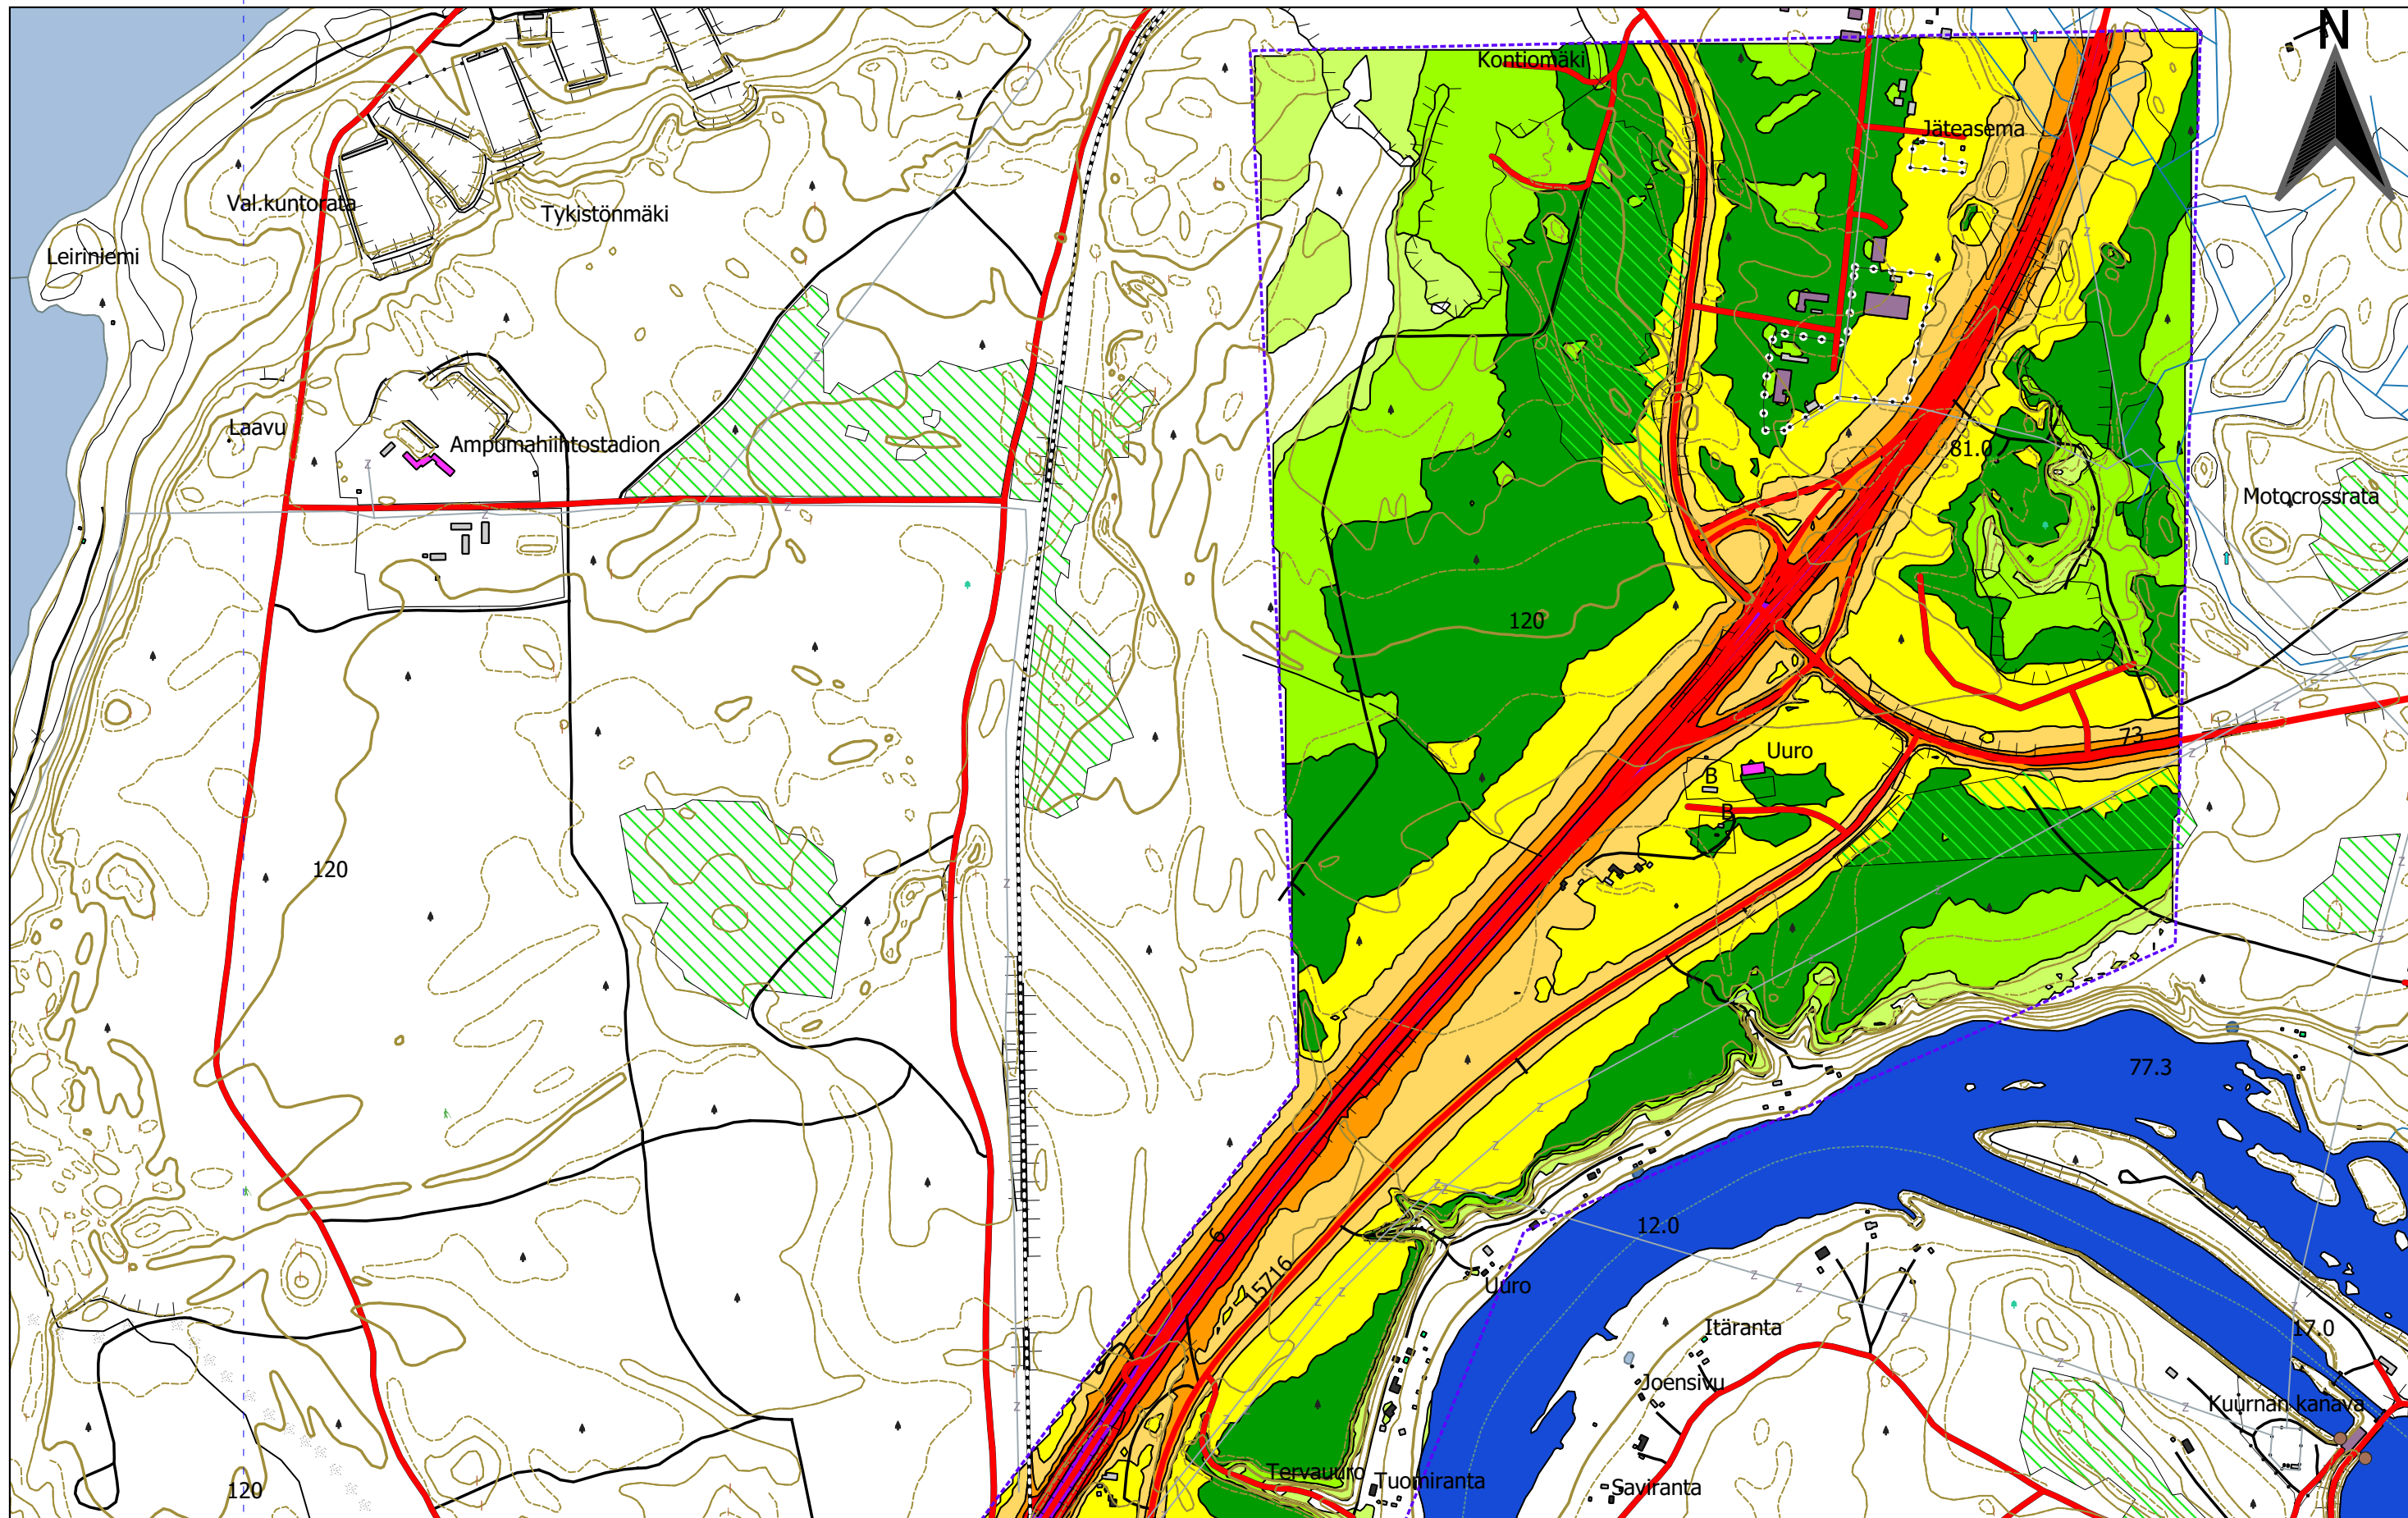 N
Kontiomäki
Jäteasema
Val.kuntorata
Tykistönmäki
Leiriniemi
Laavu
Ampumahiihtostadion
81.0
Motocrossrata
120
73
Uuro
B
B
120
77.3
12.0
6
15716
Uuro
Itäranta
17.0
Joensivu
Kuurnan kanava
Tervauuro
Tuomiranta
Saviranta
120